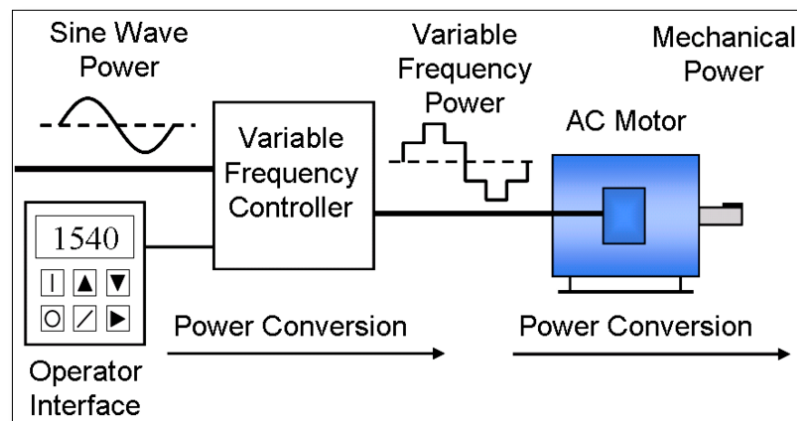 Sine Wave
Power
Variable
Frequency
Power
Mechanical
Power
AC Motor
Variable
Frequency
Controller
1540
Power Conversion
Power Conversion
Operator
Interface